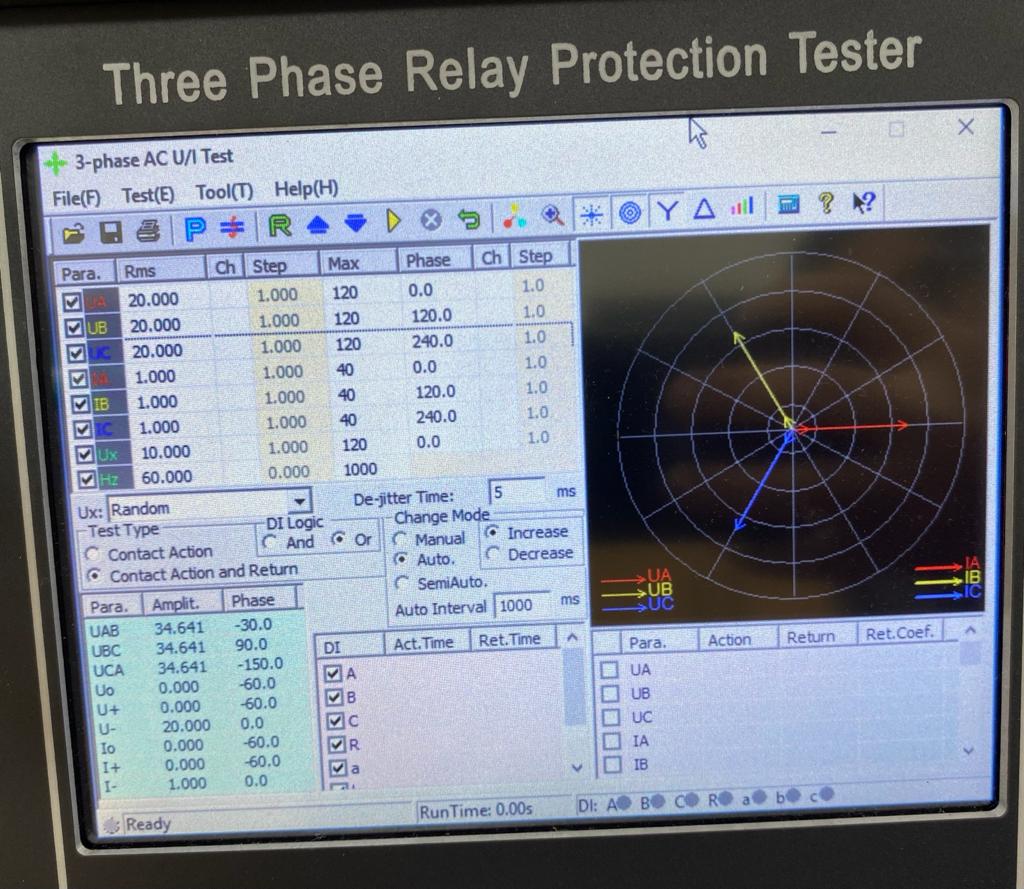 Three Phase Relay Protection Tester
3-phase AC U/I Test
File(F) Test(E) Tool(T) Help(H)
Para. Rms Ch Step Max Phase Ch Step
UA 20.000 1.000 120 0.0 1.0
UB 20.000 1.000 120 120.0 1.0
UC 20.000 1.000 120 240.0 1.0
IA 1.000 1.000 40 0.0 1.0
IB 1.000 1.000 40 120.0 1.0
IC 1.000 1.000 40 240.0 1.0
Ux 10.000 1.000 120 0.0 1.0
Hz 60.000 0.000 1000
Ux: Random De-jitter Time: 5 ms
Test Type
Contact Action
Contact Action and Return
DI Logic
And Or
Change Mode
Manual
Auto.
SemiAuto.
Increase
Decrease
Auto Interval 1000 ms
UA
UB
UC
IA
IB
IC
Para. Amplit. Phase
UAB 34.641 -30.0
UBC 34.641 90.0
UCA 34.641 -150.0
Uo 0.000 -60.0
U+ 0.000 -60.0
U- 20.000 0.0
Io 0.000 -60.0
I+ 0.000 -60.0
I- 1.000 0.0
DI Act.Time Ret.Time
A
B
C
R
a
Para. Action Return Ret.Coef.
UA
UB
UC
IA
IB
Ready RunTime: 0.00s DI: A B C R a b c